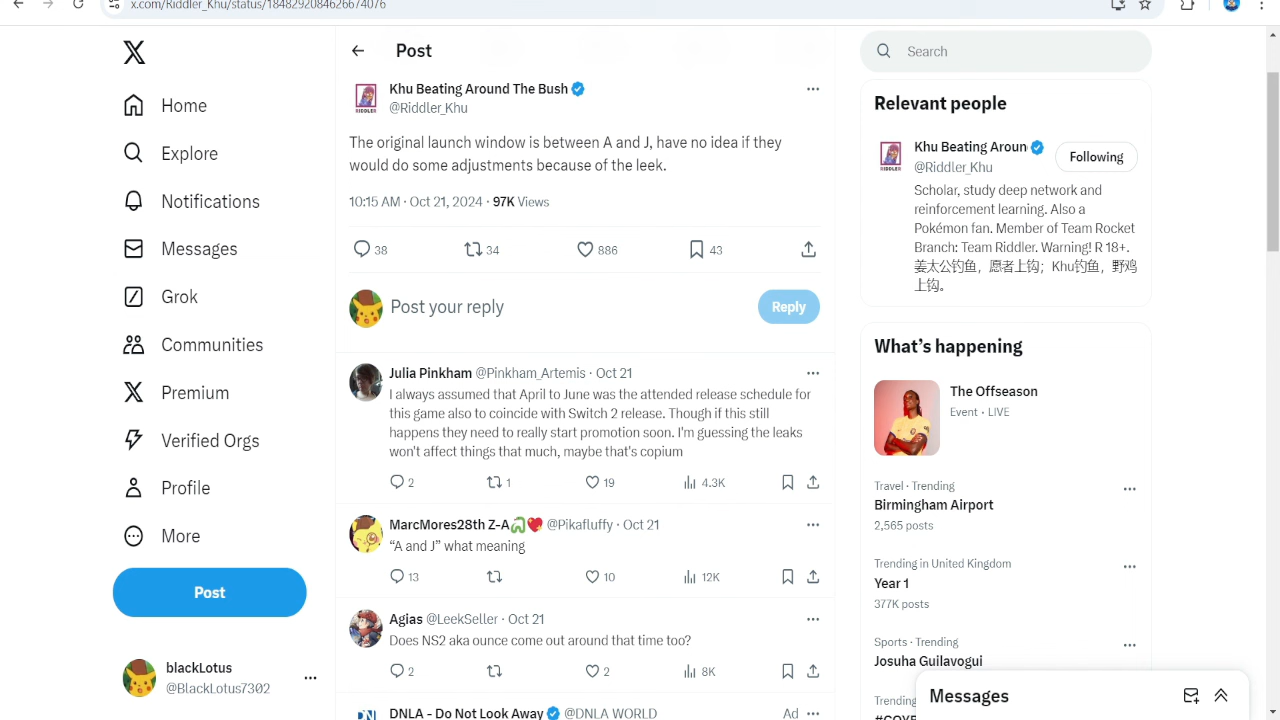 x.com/Riddler_Khu/status/1848292084626674076
Post
Search
Home
Explore
Notifications
Messages
Grok
Communities
Premium
Verified Orgs
Profile
More
Post
blackLotus
@BlackLotus7302
Khu Beating Around The Bush
@Riddler_Khu
RIDDLER
The original launch window is between A and J, have no idea if they
would do some adjustments because of the leek.
10:15 AM · Oct 21, 2024 · 97K Views
38 34 886 43
Post your reply
Reply
Julia Pinkham @Pinkham_Artemis · Oct 21
I always assumed that April to June was the attended release schedule for
this game also to coincide with Switch 2 release. Though if this still
happens they need to really start promotion soon. I'm guessing the leaks
won't affect things that much, maybe that's copium
2 1 19 4.3K
MarcMores28th Z-A🐍❤️ @Pikafluffy · Oct 21
“A and J” what meaning
13 10 12K
Agias @LeekSeller · Oct 21
Does NS2 aka ounce come out around that time too?
2 2 8K
DNLA - Do Not Look Away @DNLA WORLD
Ad
Relevant people
RIDDLER
Khu Beating Aroun
@Riddler_Khu
Following
Scholar, study deep network and
reinforcement learning. Also a
Pokémon fan. Member of Team Rocket
Branch: Team Riddler. Warning! R 18+.
姜太公钓鱼，愿者上钩；Khu钓鱼，野鸡
上钩。
What’s happening
The Offseason
Event · LIVE
Travel · Trending
Birmingham Airport
2,565 posts
Trending in United Kingdom
Year 1
377K posts
Sports · Trending
Josuha Guilavogui
Trending
Messages